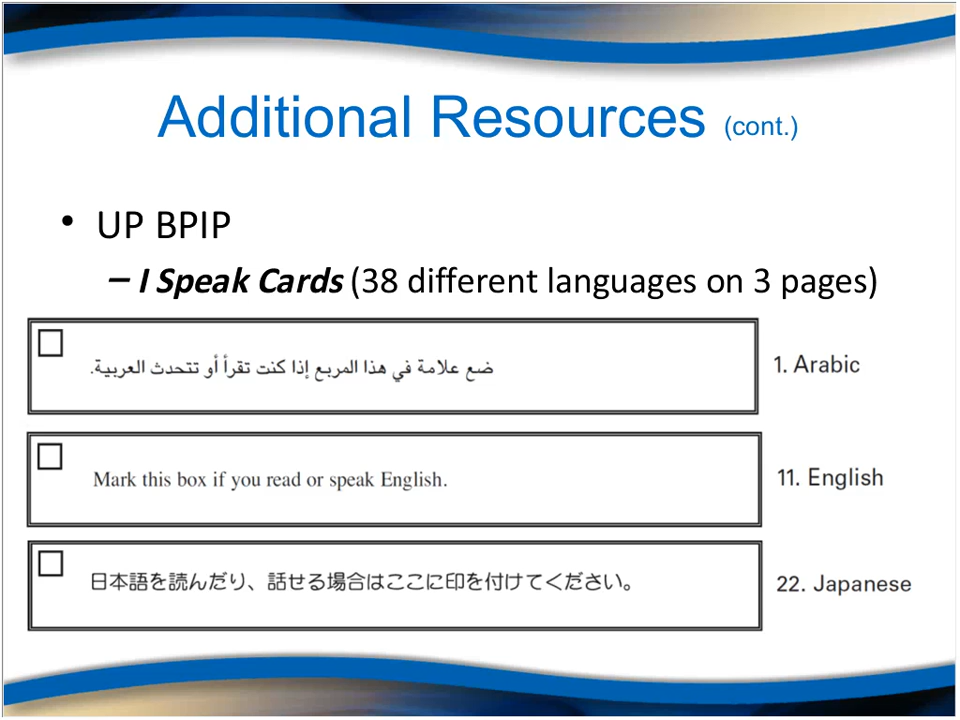 Additional Resources (cont.)
• UP BPIP
– I Speak Cards (38 different languages on 3 pages)
ضع علامة في هذا المربع إذا كنت تقرأ أو تتحدث العربية.
1. Arabic
Mark this box if you read or speak English.
11. English
日本語を読んだり、話せる場合はここに印を付けてください。
22. Japanese